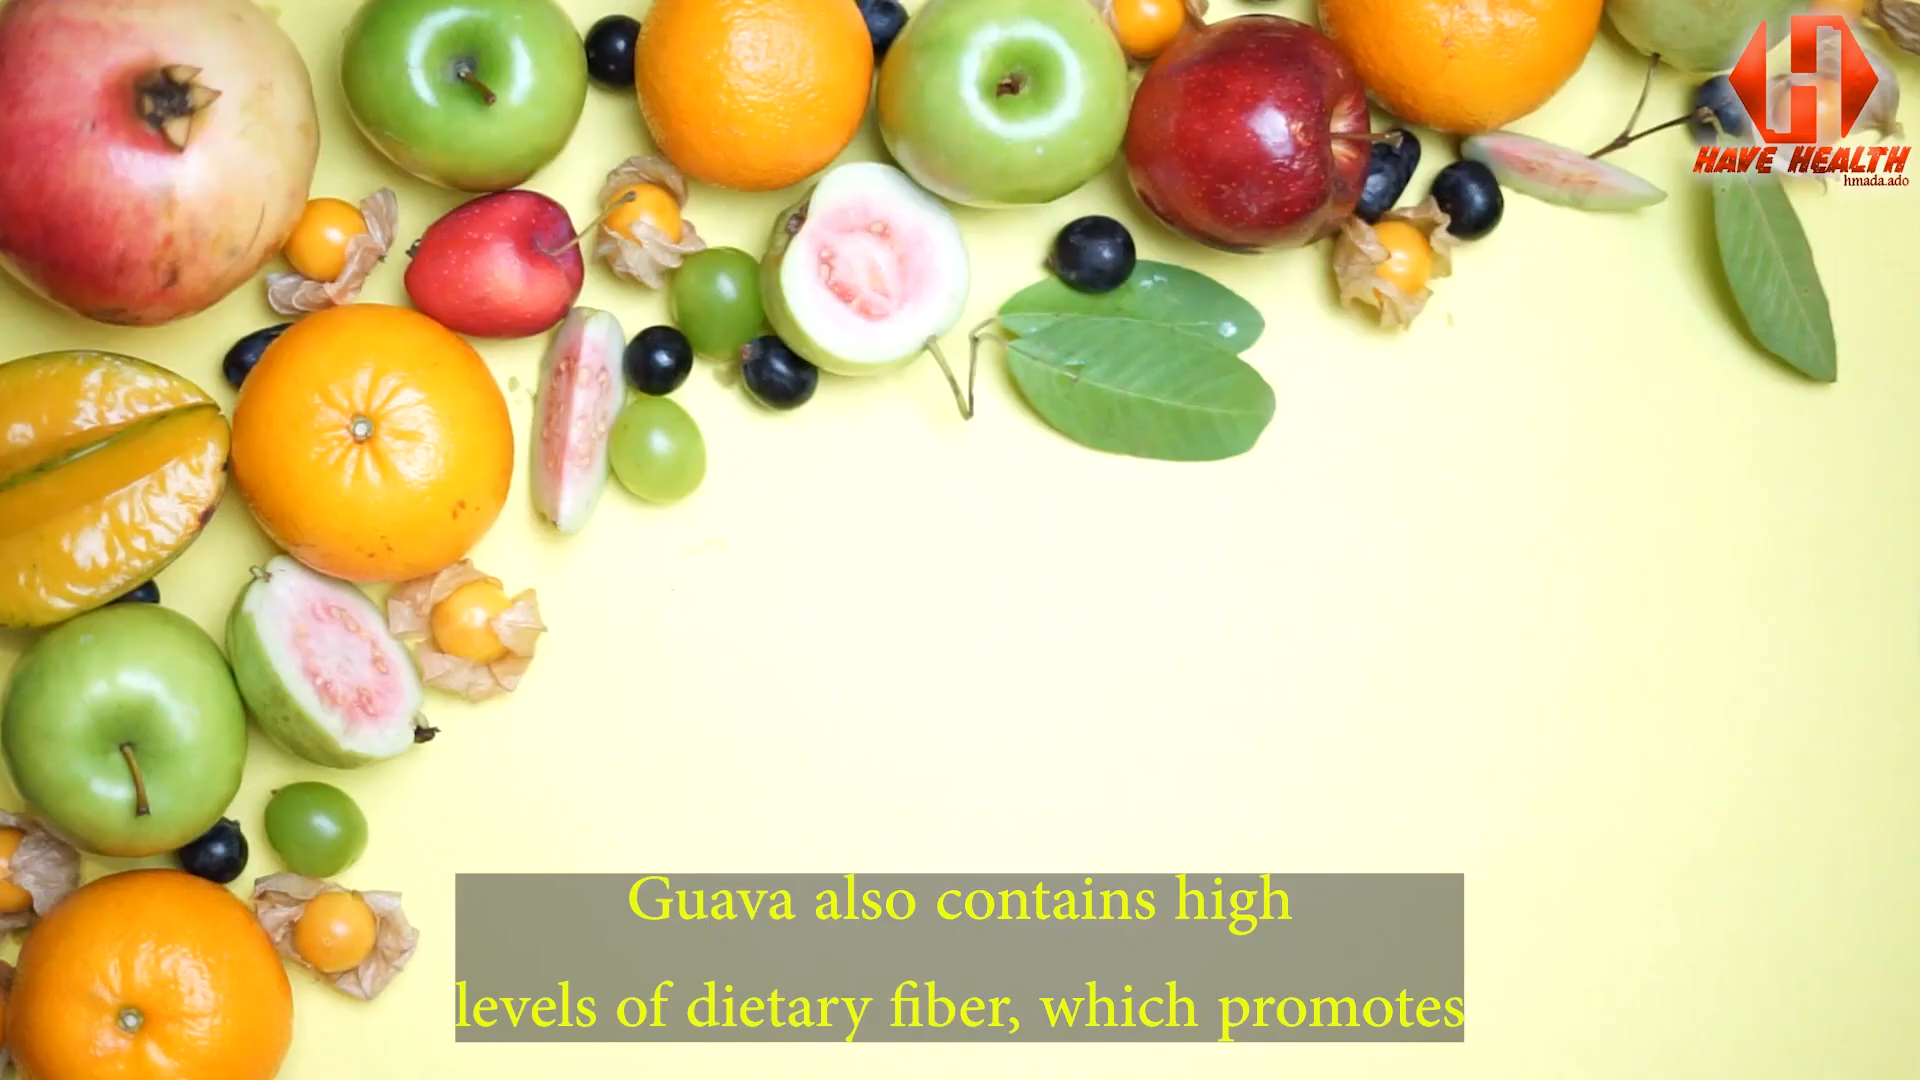 HAVE HEALTH
hmada.ado
Guava also contains high
levels of dietary fiber, which promotes